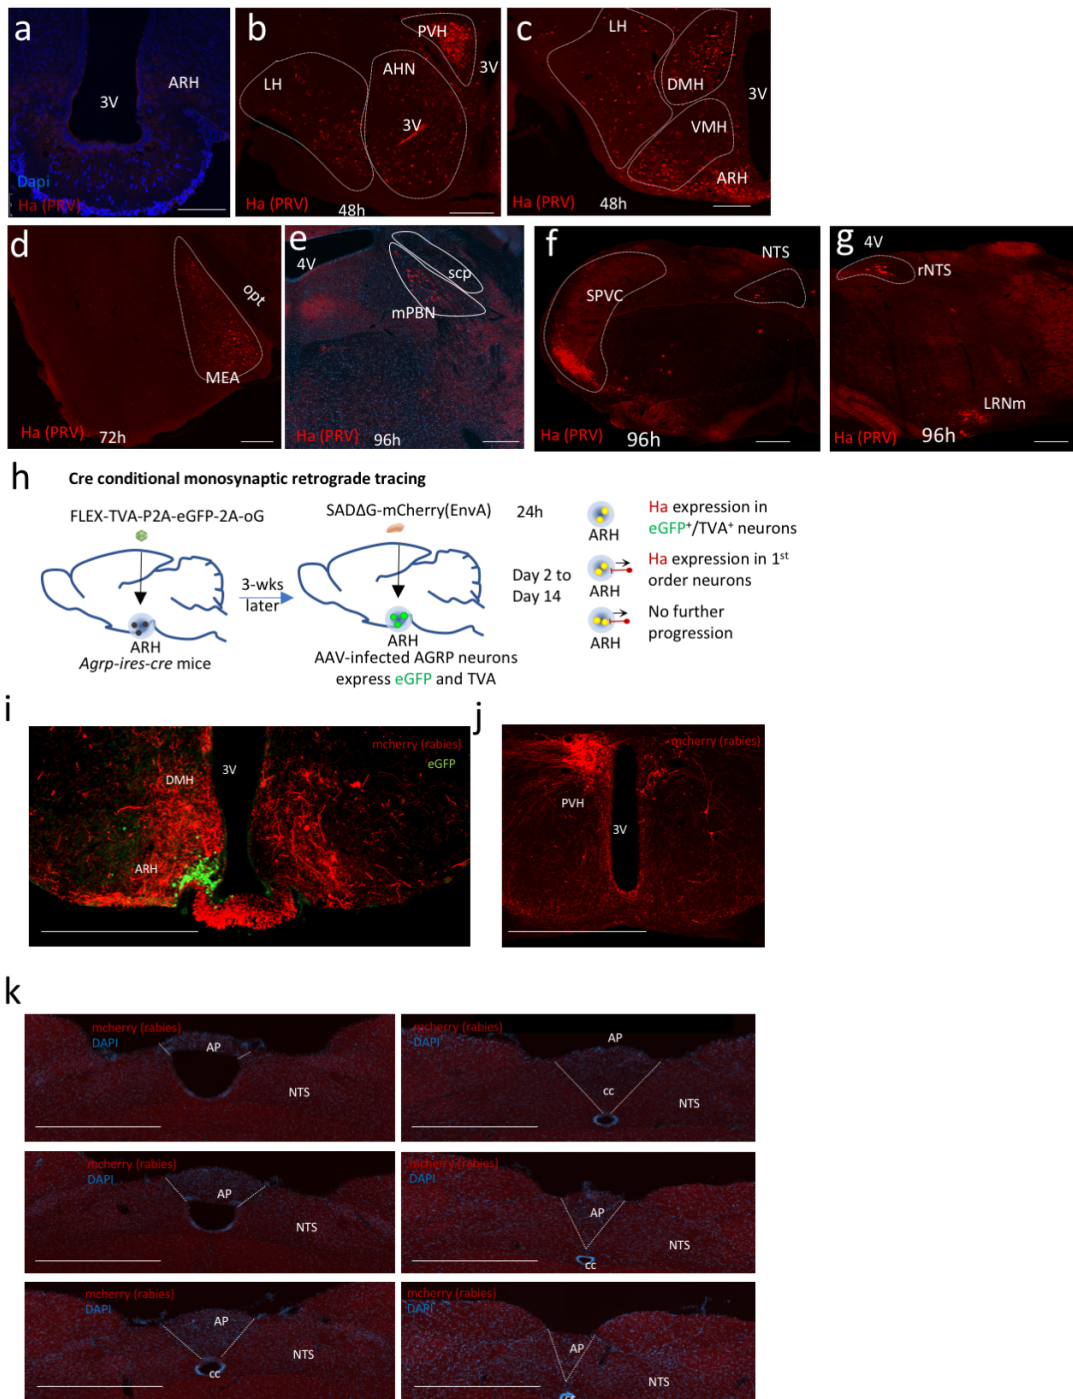 a
ARH
3V
Dapi
Ha (PRV)
b
PVH
3V
AHN
LH
3V
Ha (PRV)
48h
c
LH
3V
DMH
VMH
ARH
Ha (PRV)
48h
d
opt
MEA
Ha (PRV)
72h
e
4V
scp
mPBN
Ha (PRV)
96h
f
NTS
SPVC
Ha (PRV)
96h
g
4V
rNTS
LRNm
Ha (PRV)
96h
h
Cre conditional monosynaptic retrograde tracing
FLEX-TVA-P2A-eGFP-2A-oG
ARH
Agrp-ires-cre mice
3-wks
later
SADΔG-mCherry(EnvA)
ARH
AAV-infected AGRP neurons
express eGFP and TVA
24h
ARH
Ha expression in
eGFP+/TVA+ neurons
Day 2 to
Day 14
ARH
Ha expression in 1st
order neurons
ARH
No further
progression
i
mcherry (rabies)
eGFP
3V
DMH
ARH
j
mcherry (rabies)
PVH
3V
k
mcherry (rabies)
DAPI
AP
NTS
mcherry (rabies)
DAPI
AP
cc
NTS
mcherry (rabies)
DAPI
AP
NTS
mcherry (rabies)
DAPI
AP
NTS
cc
mcherry (rabies)
DAPI
AP
NTS
cc
mcherry (rabies)
DAPI
AP
NTS
cc